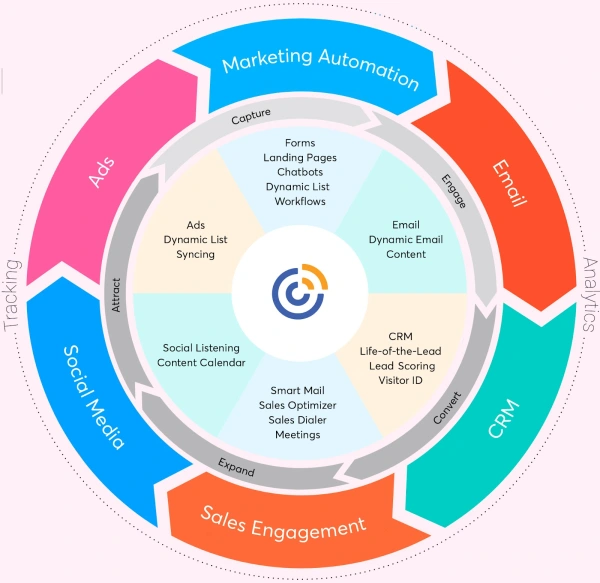 Marketing Automation
Capture
Forms
Landing Pages
Chatbots
Dynamic List
Workflows
Email
Engage
Email
Dynamic Email
Content
Analytics
CRM
Convert
CRM
Life-of-the-Lead
Lead Scoring
Visitor ID
Sales Engagement
Expand
Smart Mail
Sales Optimizer
Sales Dialer
Meetings
Social Media
Attract
Social Listening
Content Calendar
Tracking
Ads
Ads
Dynamic List
Syncing